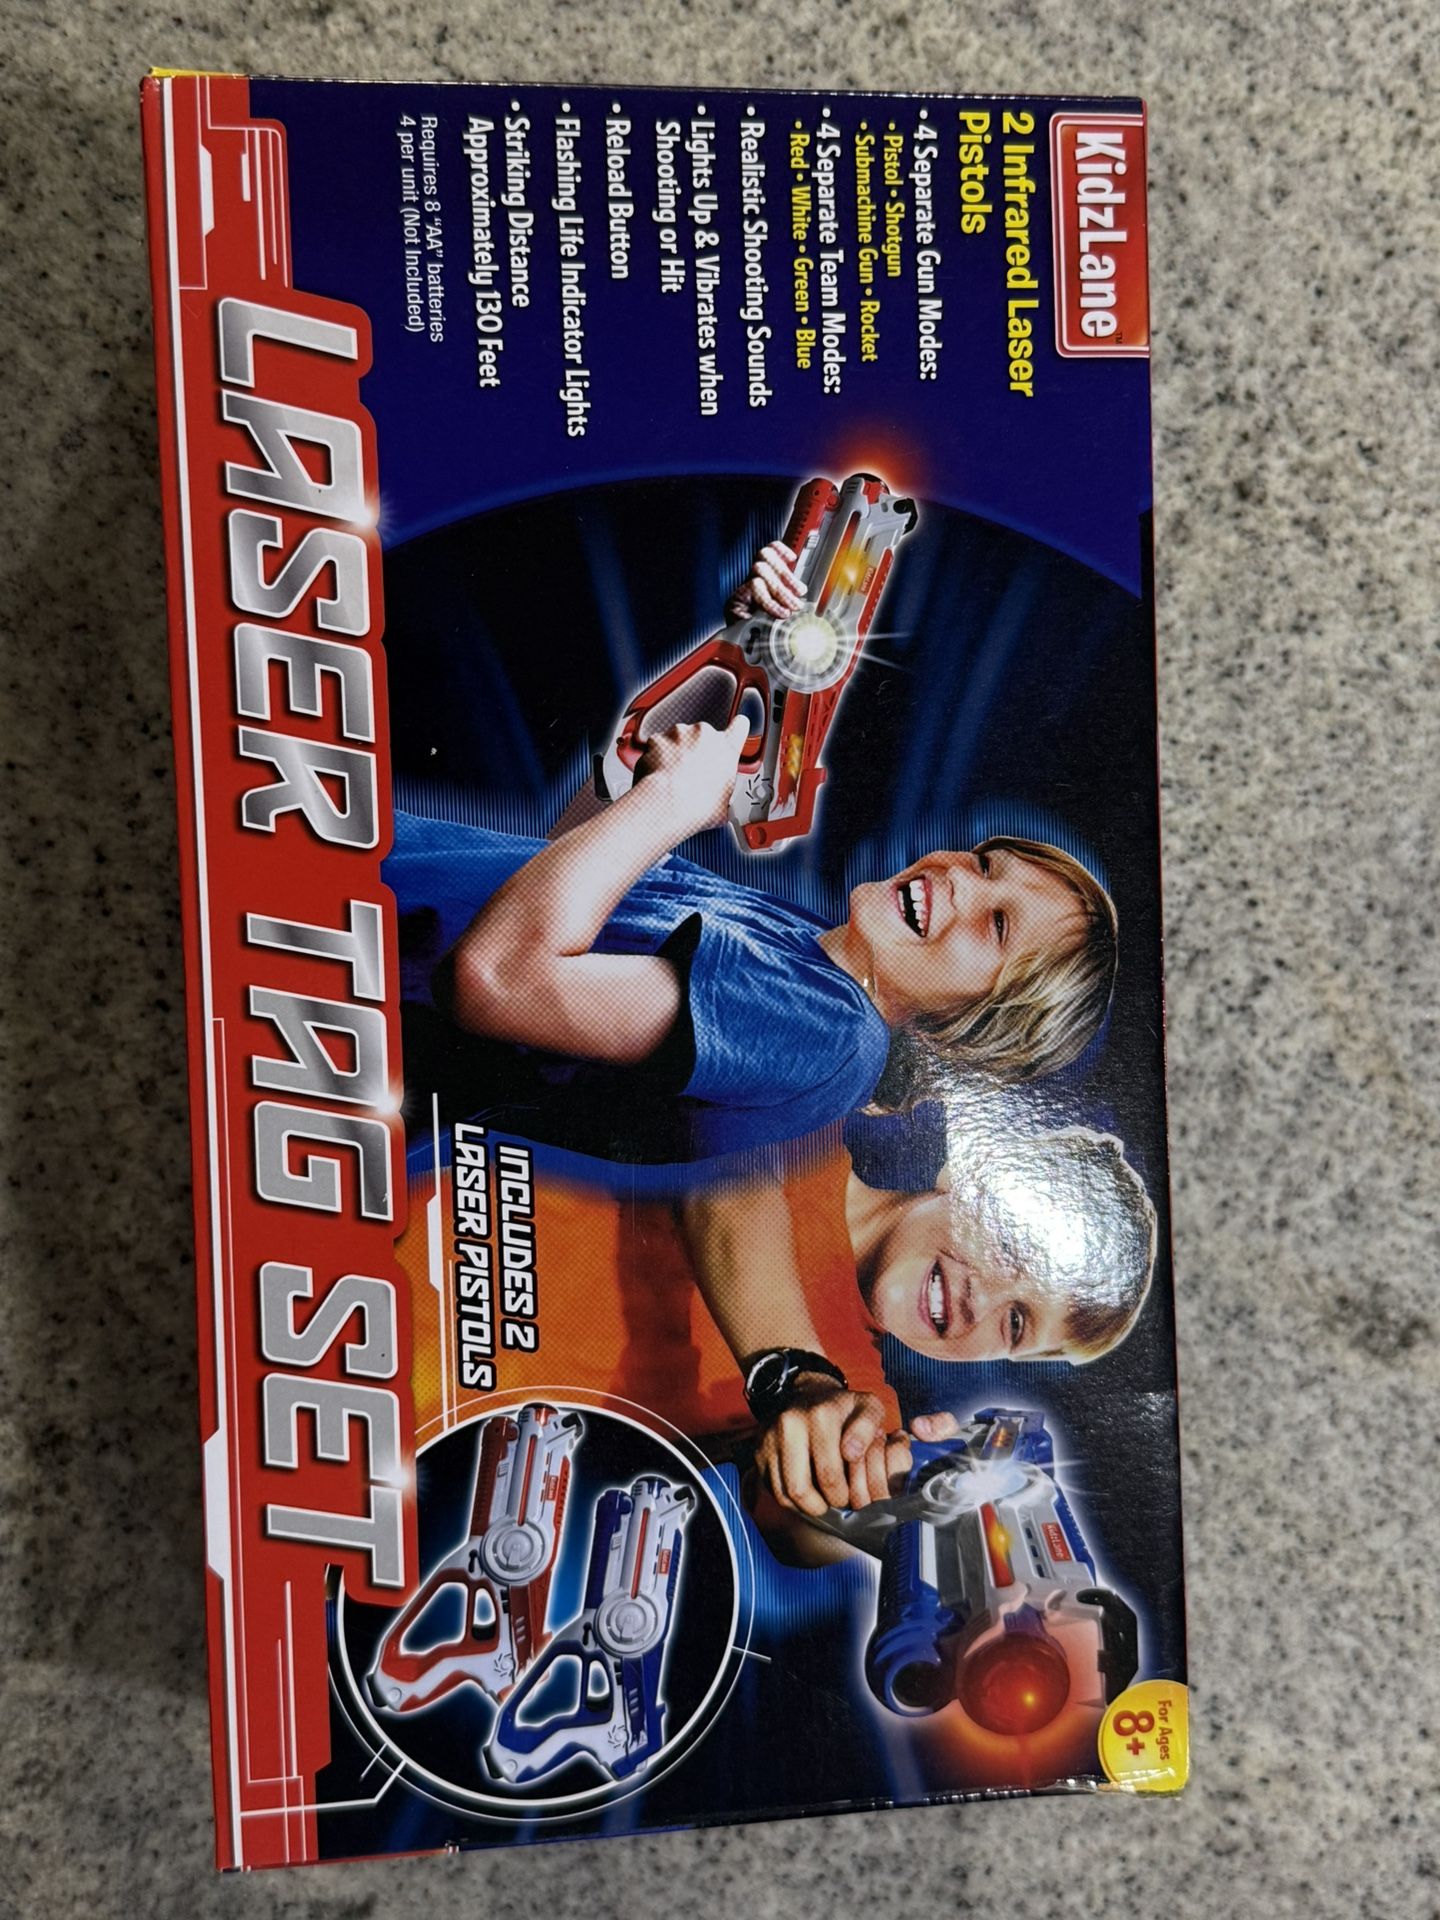 KidzLane™
2 Infrared Laser
Pistols
• 4 Separate Gun Modes:
• Pistol • Shotgun
• Submachine Gun • Rocket
• 4 Separate Team Modes:
• Red • White • Green • Blue
• Realistic Shooting Sounds
• Lights Up & Vibrates when
Shooting or Hit
• Reload Button
• Flashing Life Indicator Lights
• Striking Distance
Approximately 130 Feet
Requires 8 "AA" batteries
4 per unit (Not Included)
For Ages
8+
kidzlane
INCLUDES 2
LASER PISTOLS
LASER TAG SET